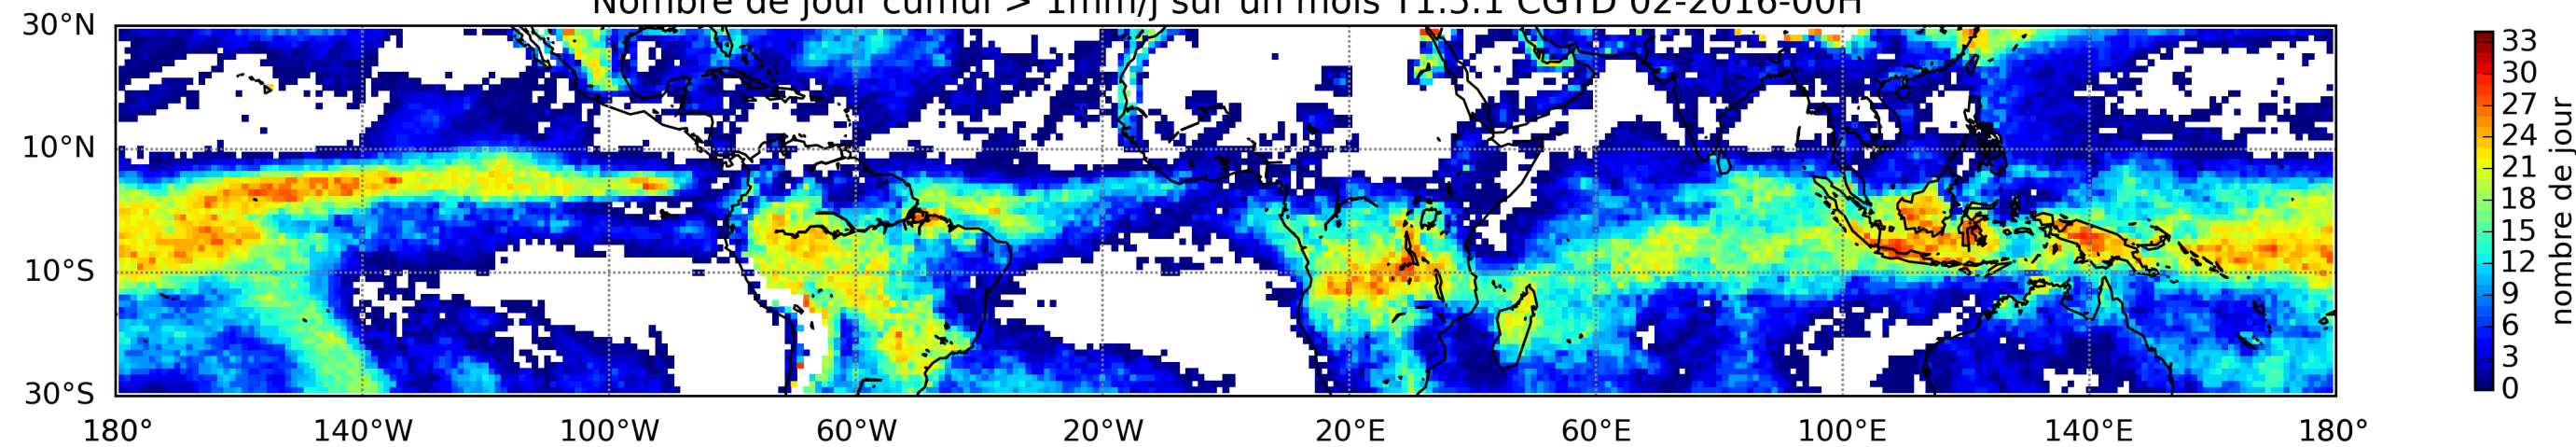 Nombre de jour cumul > 1mm/j sur un mois T1.5.1 CGTD 02-2016-00H
30°N
10°N
10°S
30°S
180° 140°W 100°W 60°W 20°W 20°E 60°E 100°E 140°E 180°
33
30
27
24
21
18
15
12
9
6
3
0
nombre de jour